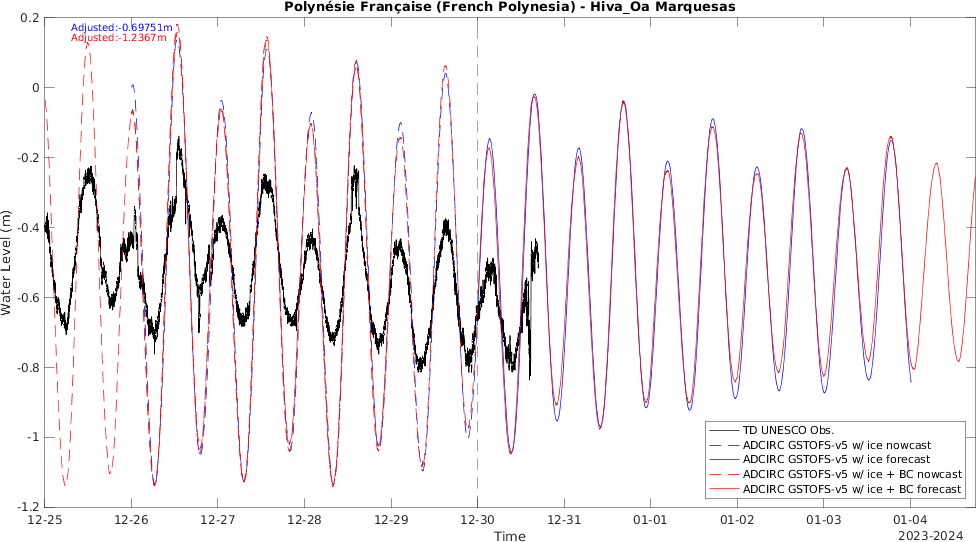 Polynésie Française (French Polynesia) - Hiva_Oa Marquesas
Adjusted:-0.69751m
Adjusted:-1.2367m
0.2
0
-0.2
-0.4
-0.6
-0.8
-1
-1.2
Water Level (m)
TD UNESCO Obs.
ADCIRC GSTOFS-v5 w/ ice nowcast
ADCIRC GSTOFS-v5 w/ ice forecast
ADCIRC GSTOFS-v5 w/ ice + BC nowcast
ADCIRC GSTOFS-v5 w/ ice + BC forecast
12-25 12-26 12-27 12-28 12-29 12-30 12-31 01-01 01-02 01-03 01-04
Time
2023-2024